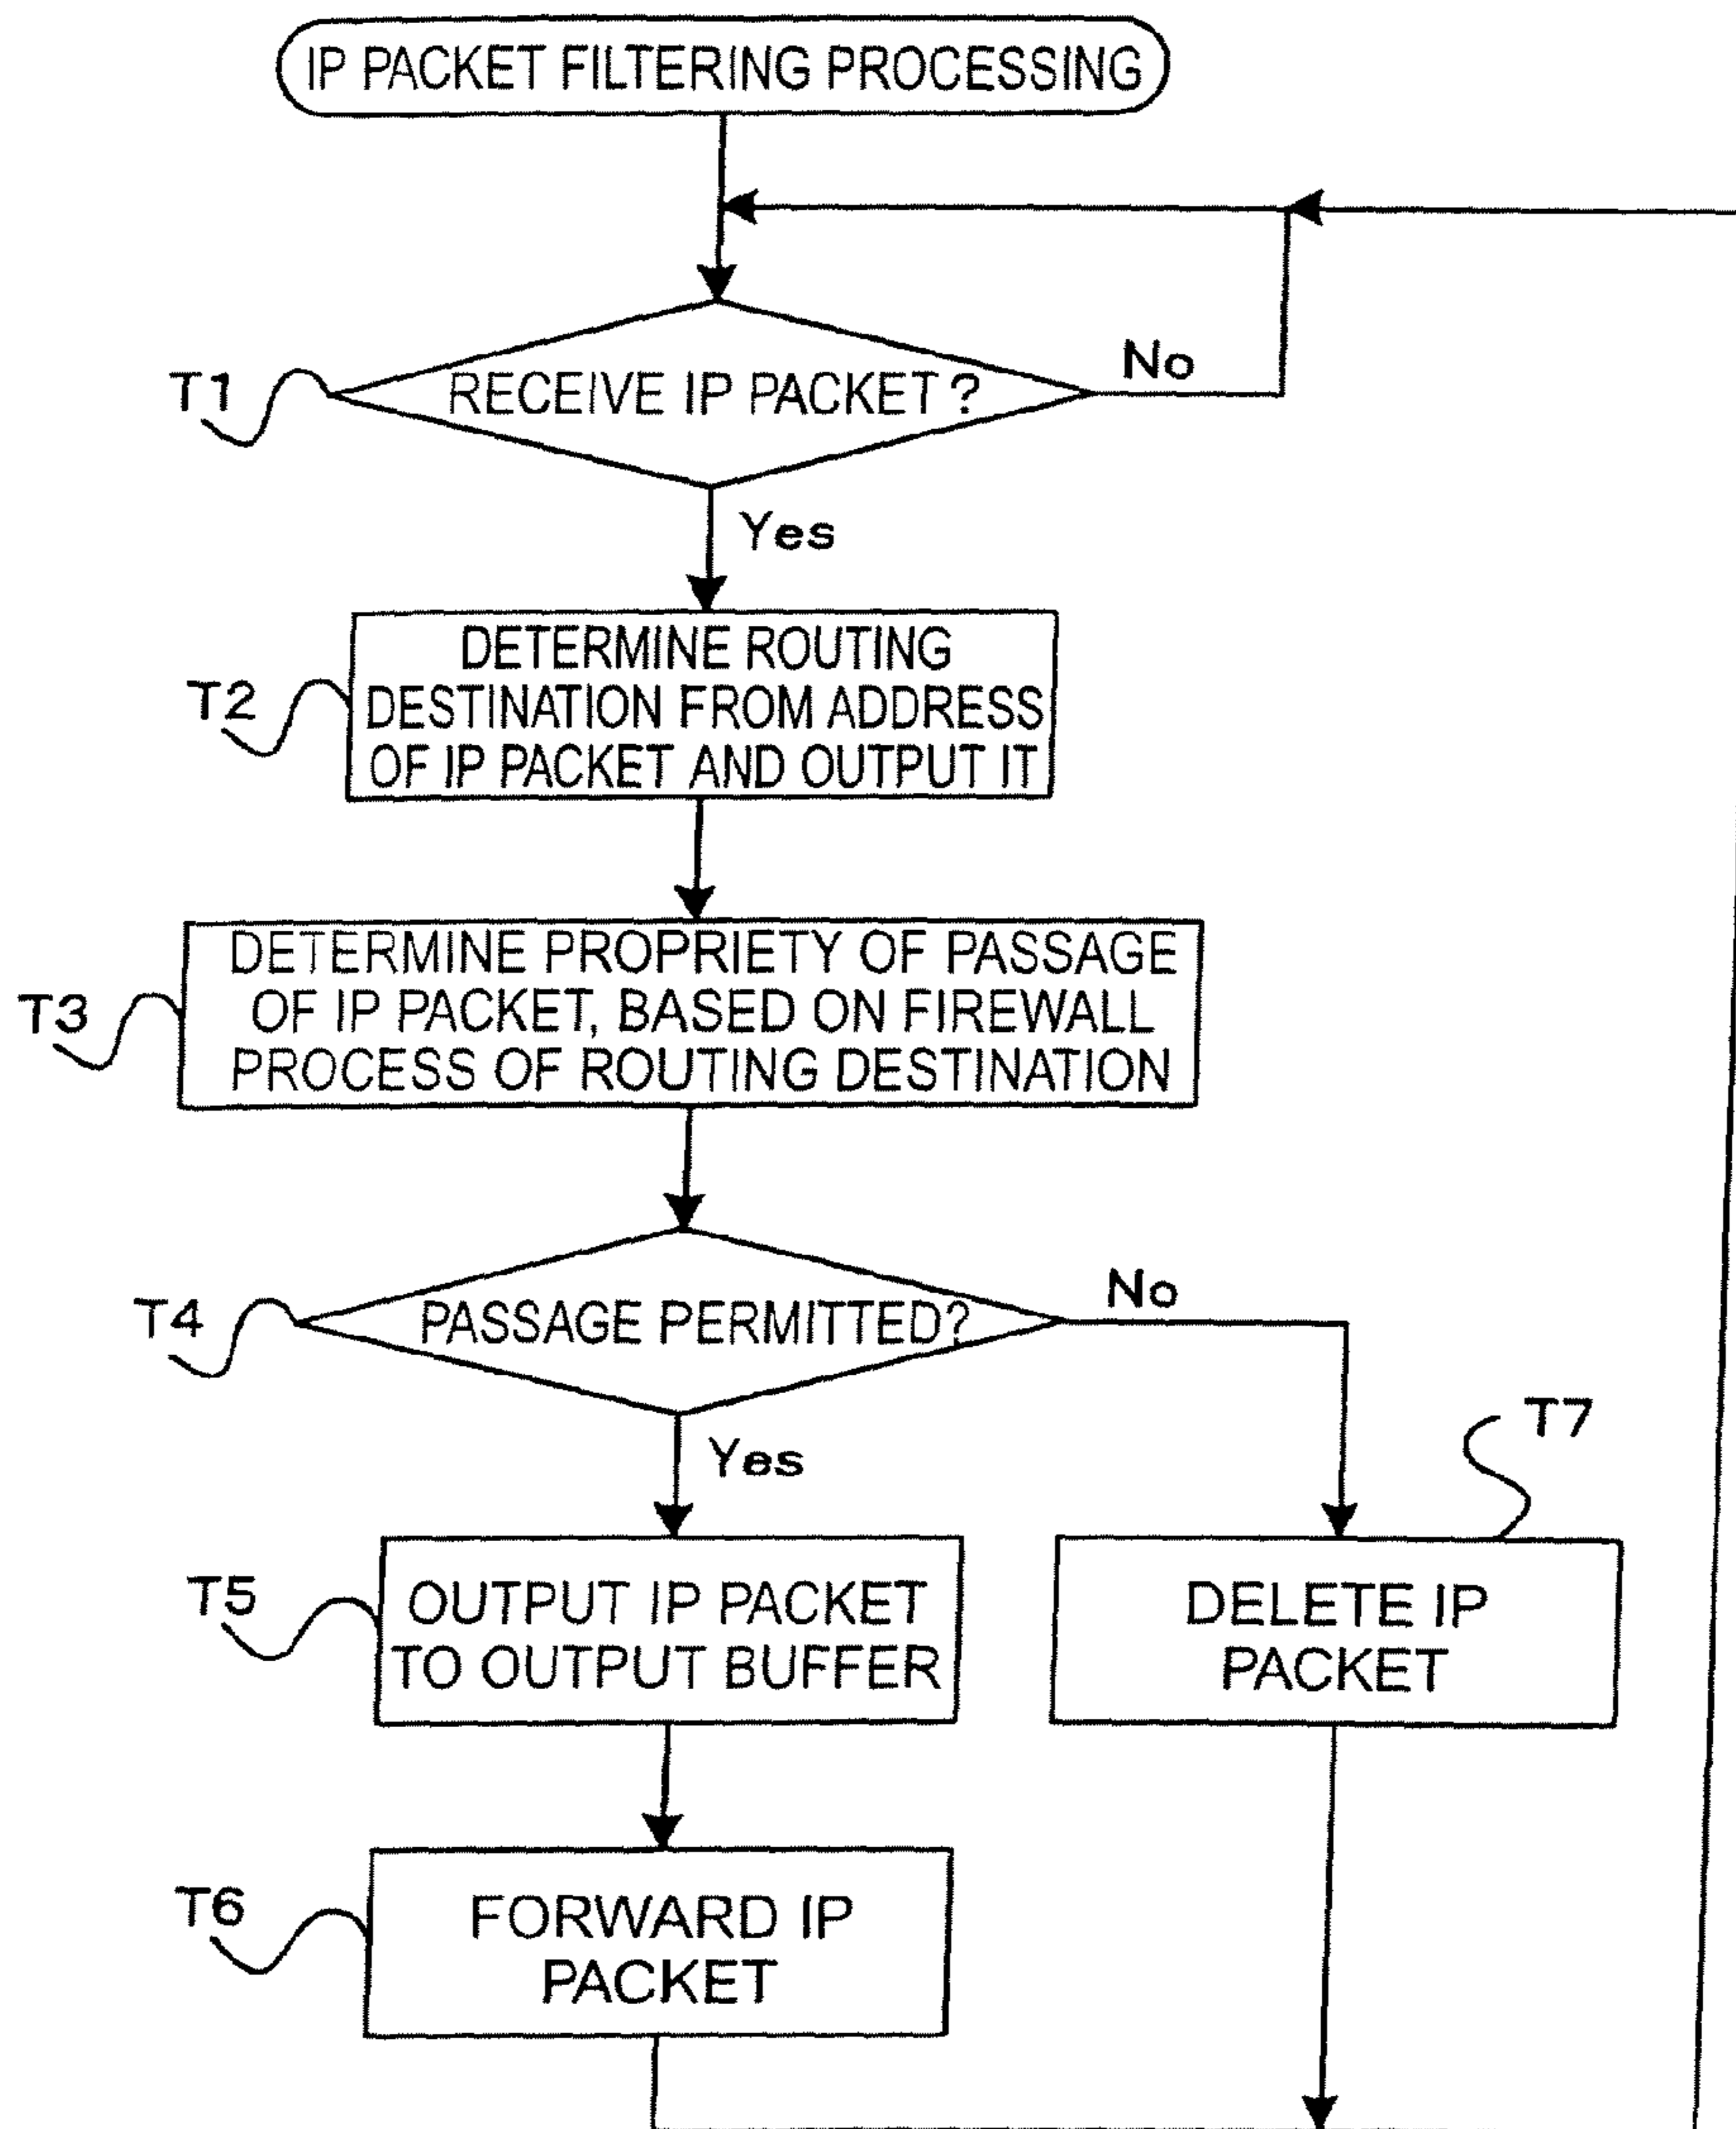 IP PACKET FILTERING PROCESSING
T1
RECEIVE IP PACKET ?
No
Yes
T2
DETERMINE ROUTING
DESTINATION FROM ADDRESS
OF IP PACKET AND OUTPUT IT
T3
DETERMINE PROPRIETY OF PASSAGE
OF IP PACKET, BASED ON FIREWALL
PROCESS OF ROUTING DESTINATION
T4
PASSAGE PERMITTED?
No
Yes
T7
T5
OUTPUT IP PACKET
TO OUTPUT BUFFER
DELETE IP
PACKET
T6
FORWARD IP
PACKET